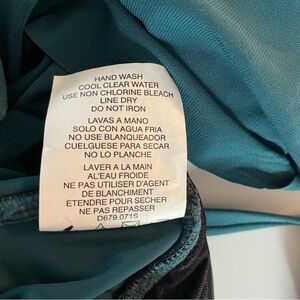 HAND WASH
COOL CLEAR WATER
USE NON CHLORINE BLEACH
LINE DRY
DO NOT IRON
LAVAS A MANO
SOLO CON AGUA FRIA
NO USE BLANQUEADOR
CUELGUESE PARA SECAR
NO LO PLANCHE
LAVER A LA MAIN
AL'EAU FROIDE
NE PAS UTILISER D'AGENT
DE BLANCHIMENT
ETENDRE POUR SECHER
NE PAS REPASSER
D679.071S